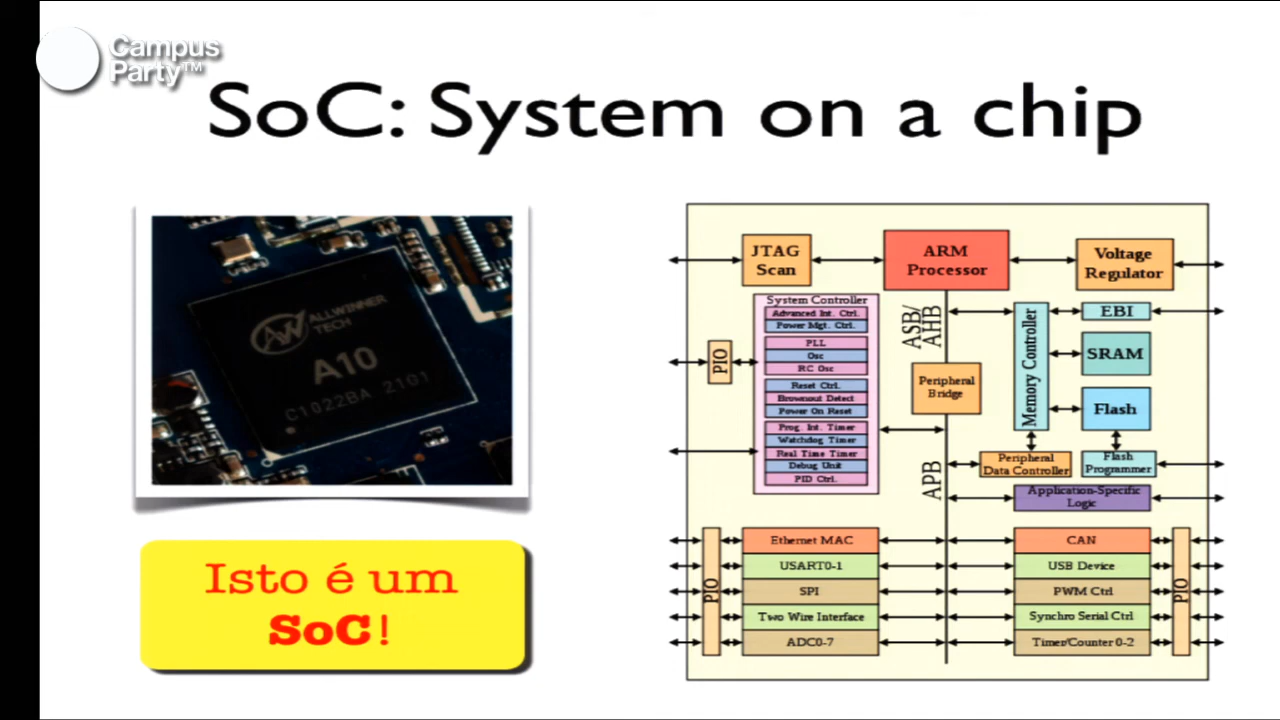 Campus
Party™
SoC: System on a chip
ALLWINNER
TECH
A10
C1022BA 2101
Isto é um
SoC!
JTAG
Scan
ARM
Processor
Voltage
Regulator
System Controller
Advanced Int. Ctrl.
Power Mgt. Ctrl.
PLL
Osc
RC Osc
Reset Ctrl.
Brownout Detect
Power On Reset
Prog. Int. Timer
Watchdog Timer
Real Time Timer
Debug Unit
PID Ctrl.
PIO
ASB/
AHB
Peripheral
Bridge
APB
Memory Controller
EBI
SRAM
Flash
Peripheral
Data Controller
Flash
Programmer
Application-Specific
Logic
PIO
Ethernet MAC
USART0-1
SPI
Two Wire Interface
ADC0-7
CAN
USB Device
PWM Ctrl
Synchro Serial Ctrl
Timer/Counter 0-2
PIO